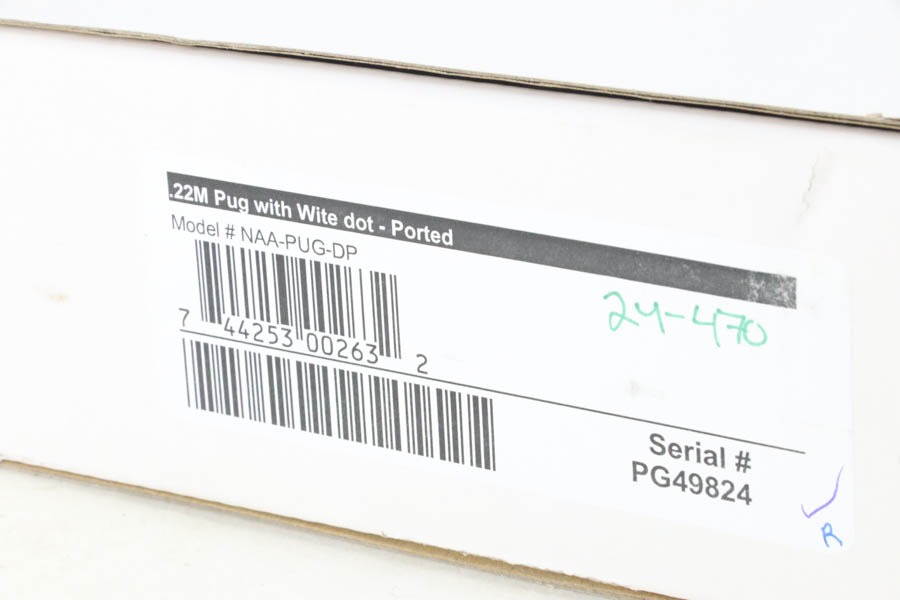 .22M Pug with Wite dot - Ported
Model # NAA-PUG-DP
7 44253 00263 2
24-470
Serial #
PG49824
R